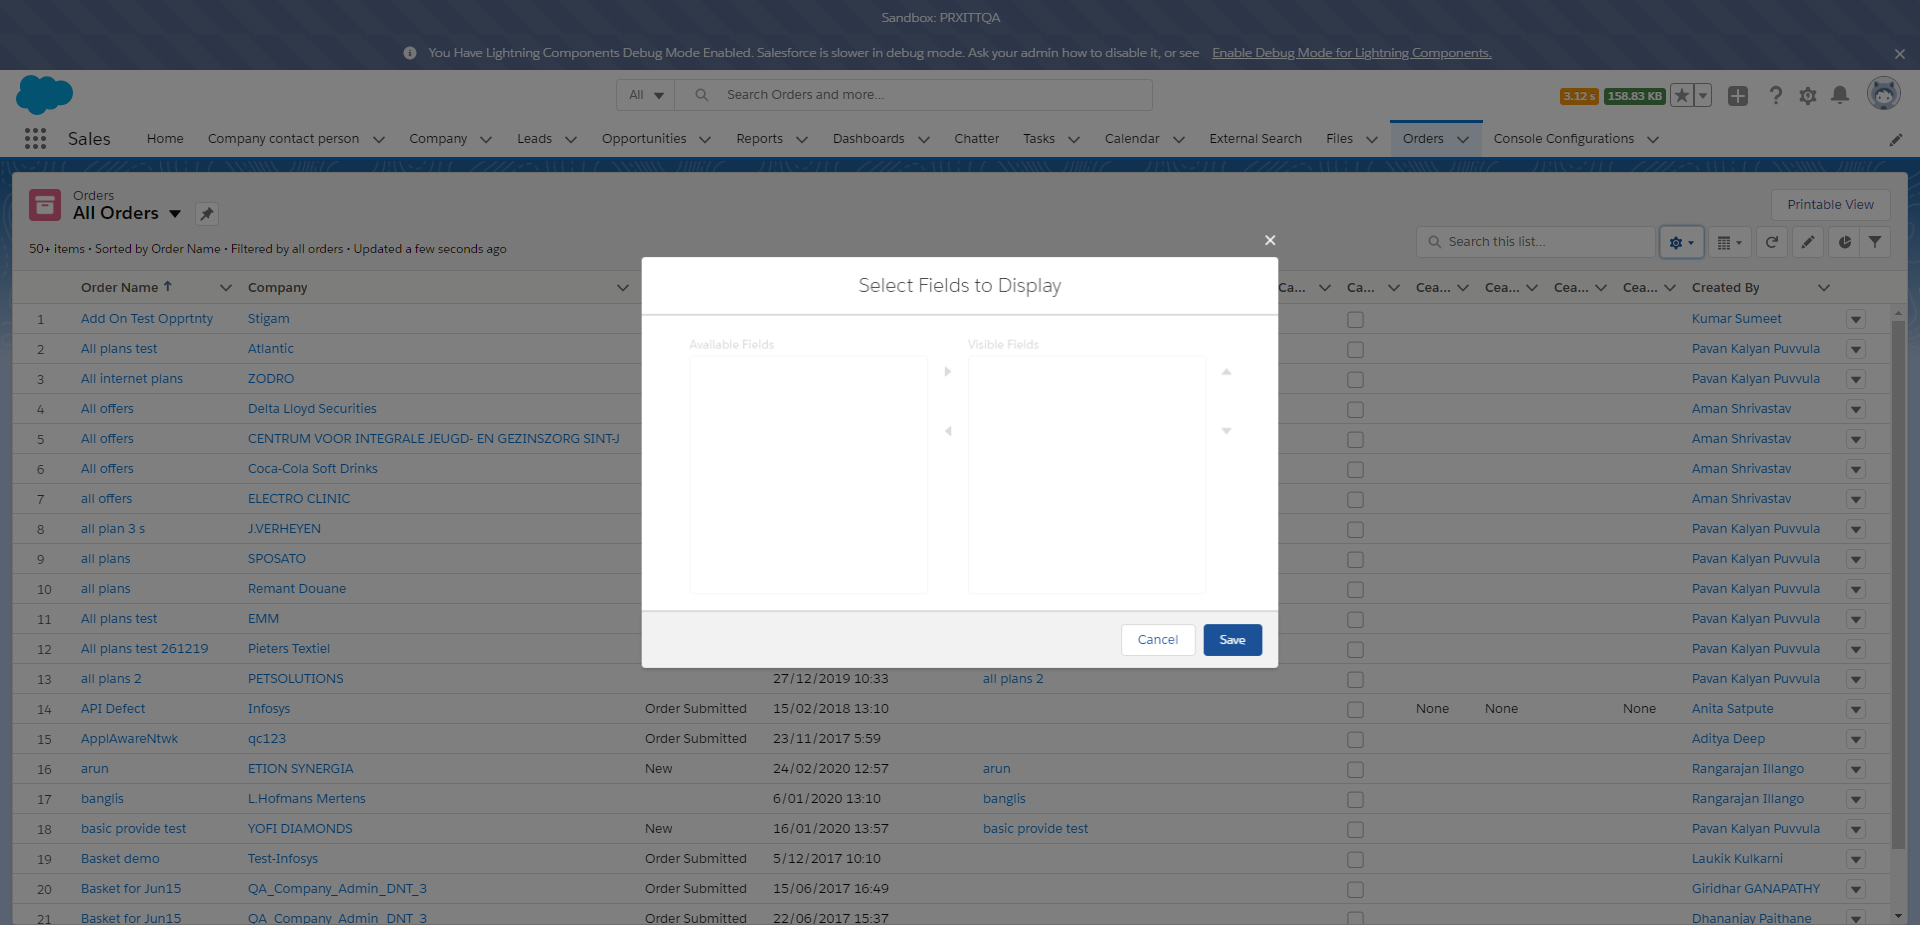 Sandbox: PRXITTQA
You Have Lightning Components Debug Mode Enabled. Salesforce is slower in debug mode. Ask your admin how to disable it, or see Enable Debug Mode for Lightning Components.
All Search Orders and more... 3.12 s 158.83 KB
Sales Home Company contact person Company Leads Opportunities Reports Dashboards Chatter Tasks Calendar External Search Files Orders Console Configurations
Orders
All Orders
Printable View
50+ items • Sorted by Order Name • Filtered by all orders • Updated a few seconds ago
Search this list...
Order Name Company Ca... Ca... Cea... Cea... Cea... Cea... Created By
Select Fields to Display
Available Fields Visible Fields
Cancel Save
1 Add On Test Opprtnty Stigam Kumar Sumeet
2 All plans test Atlantic Pavan Kalyan Puvvula
3 All internet plans ZODRO Pavan Kalyan Puvvula
4 All offers Delta Lloyd Securities Aman Shrivastav
5 All offers CENTRUM VOOR INTEGRALE JEUGD- EN GEZINSZORG SINT-J Aman Shrivastav
6 All offers Coca-Cola Soft Drinks Aman Shrivastav
7 all offers ELECTRO CLINIC Aman Shrivastav
8 all plan 3 s J.VERHEYEN Pavan Kalyan Puvvula
9 all plans SPOSATO Pavan Kalyan Puvvula
10 all plans Remant Douane Pavan Kalyan Puvvula
11 All plans test EMM Pavan Kalyan Puvvula
12 All plans test 261219 Pieters Textiel Pavan Kalyan Puvvula
13 all plans 2 PETSOLUTIONS 27/12/2019 10:33 all plans 2 Pavan Kalyan Puvvula
14 API Defect Infosys Order Submitted 15/02/2018 13:10 None None None Anita Satpute
15 ApplAwareNtwk qc123 Order Submitted 23/11/2017 5:59 Aditya Deep
16 arun ETION SYNERGIA New 24/02/2020 12:57 arun Rangarajan Illango
17 banglis L.Hofmans Mertens 6/01/2020 13:10 banglis Rangarajan Illango
18 basic provide test YOFI DIAMONDS New 16/01/2020 13:57 basic provide test Pavan Kalyan Puvvula
19 Basket demo Test-Infosys Order Submitted 5/12/2017 10:10 Laukik Kulkarni
20 Basket for Jun15 QA_Company_Admin_DNT_3 Order Submitted 15/06/2017 16:49 Giridhar GANAPATHY
21 Basket for Jun15 QA_Company_Admin_DNT_3 Order Submitted 22/06/2017 15:37 Dhananjay Paithane